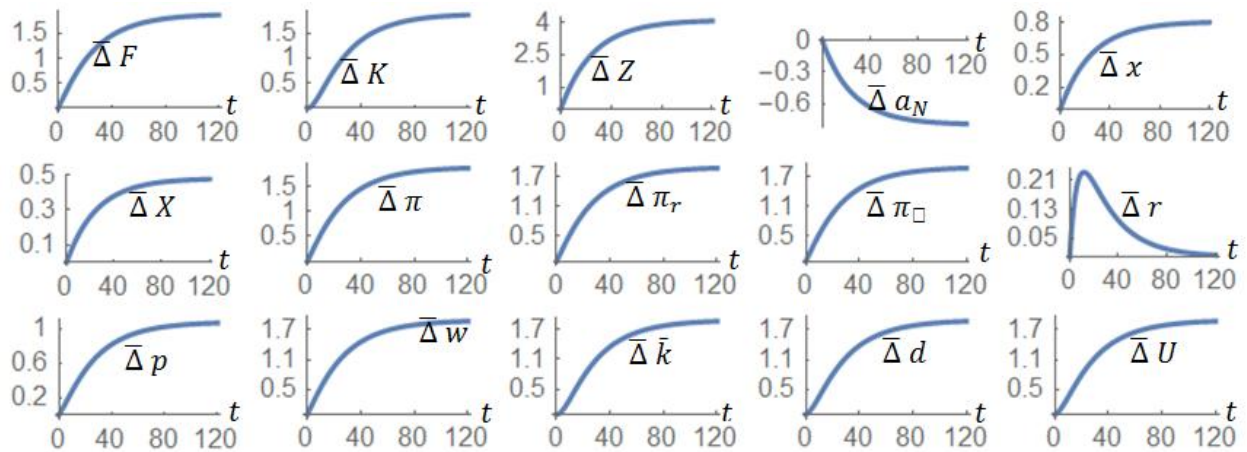 1.5 1 0.5 0 40 80 120 t Δ̅ F
1.5 1 0.5 0 40 80 120 t Δ̅ K
4 2.5 1 0 40 80 120 t Δ̅ Z
0 −0.3 −0.6 40 80 120 t Δ̅ a_N
0.8 0.5 0.2 0 40 80 120 t Δ̅ x
0.5 0.3 0.1 0 40 80 120 t Δ̅ X
1.5 1 0.5 0 40 80 120 t Δ̅ π
1.7 1.1 0.5 0 40 80 120 t Δ̅ π_r
1.7 1.1 0.5 0 40 80 120 t Δ̅ π_□
0.21 0.13 0.05 0 40 80 120 t Δ̅ r
1 0.6 0.2 0 40 80 120 t Δ̅ p
1.7 1.1 0.5 0 40 80 120 t Δ̅ w
1.7 1.1 0.5 0 40 80 120 t Δ̅ k̄
1.7 1.1 0.5 0 40 80 120 t Δ̅ d
1.7 1.1 0.5 0 40 80 120 t Δ̅ U